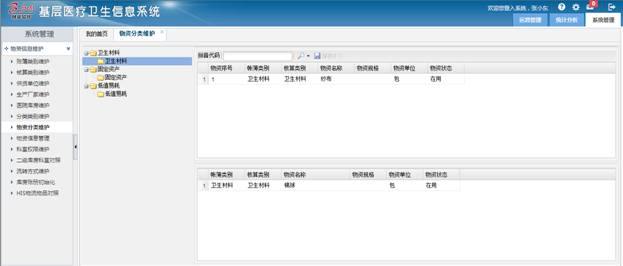 基层医疗卫生信息系统
欢迎您登入系统, 张小东
运营管理 统计分析 系统管理
系统管理
我的首页 物资分类维护 ×
物资信息维护
账簿类别维护
核算类别维护
供货单位维护
生产厂家维护
医院库房维护
分类类别维护
物资分类维护
物资信息管理
科室权限维护
二级库房科室对照
流转方式维护
库房账册初始化
HIS物流物品对照
卫生材料
卫生材料
固定资产
固定资产
低值易耗
低值易耗
拼音代码
物资序号 帐簿类别 核算类别 物资名称 物资规格 物资单位 物资状态
1 1 卫生材料 卫生材料 纱布 包 在用
帐簿类别 核算类别 物资名称 物资规格 物资单位 物资状态
1 卫生材料 卫生材料 棉球 包 在用